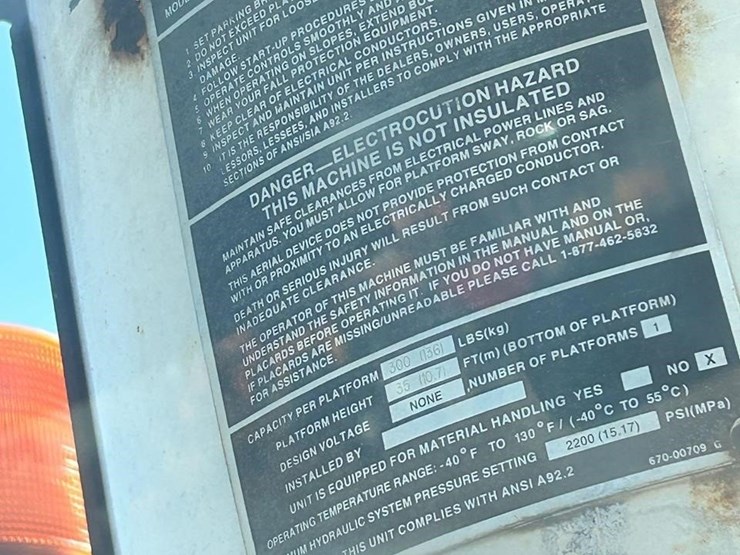 MOD
1 SET PARKING BR
2 DO NOT EXCEED PLA
3 INSPECT UNIT FOR LOOSE
DAMAGE.
4 FOLLOW START-UP PROCEDURES
5 OPERATE CONTROLS SMOOTHLY AND
6 WHEN OPERATING ON SLOPES, EXTEND BO
7 WEAR YOUR FALL PROTECTION EQUIPMENT.
8 KEEP CLEAR OF ELECTRICAL CONDUCTORS.
9 INSPECT AND MAINTAIN UNIT PER INSTRUCTIONS GIVEN IN
10 IT IS THE RESPONSIBILITY OF THE DEALERS, OWNERS, USERS, OPERAT
LESSORS, LESSEES, AND INSTALLERS TO COMPLY WITH THE APPROPRIATE
SECTIONS OF ANSI/SIA A92.2.
DANGER—ELECTROCUTION HAZARD
THIS MACHINE IS NOT INSULATED
MAINTAIN SAFE CLEARANCES FROM ELECTRICAL POWER LINES AND
APPARATUS. YOU MUST ALLOW FOR PLATFORM SWAY, ROCK OR SAG.
THIS AERIAL DEVICE DOES NOT PROVIDE PROTECTION FROM CONTACT
WITH OR PROXIMITY TO AN ELECTRICALLY CHARGED CONDUCTOR.
DEATH OR SERIOUS INJURY WILL RESULT FROM SUCH CONTACT OR
INADEQUATE CLEARANCE.
THE OPERATOR OF THIS MACHINE MUST BE FAMILIAR WITH AND
UNDERSTAND THE SAFETY INFORMATION IN THE MANUAL AND ON THE
PLACARDS BEFORE OPERATING IT. IF YOU DO NOT HAVE MANUAL OR,
IF PLACARDS ARE MISSING/UNREADABLE PLEASE CALL 1-877-462-5832
FOR ASSISTANCE.
CAPACITY PER PLATFORM 300 (136) LBS(kg)
PLATFORM HEIGHT 35 (10.7) FT(m) (BOTTOM OF PLATFORM)
DESIGN VOLTAGE NONE NUMBER OF PLATFORMS 1
INSTALLED BY
UNIT IS EQUIPPED FOR MATERIAL HANDLING YES NO X
OPERATING TEMPERATURE RANGE: -40°F TO 130°F / (-40°C TO 55°C)
MUM HYDRAULIC SYSTEM PRESSURE SETTING 2200 (15.17) PSI(MPa)
THIS UNIT COMPLIES WITH ANSI A92.2
670-00709 G